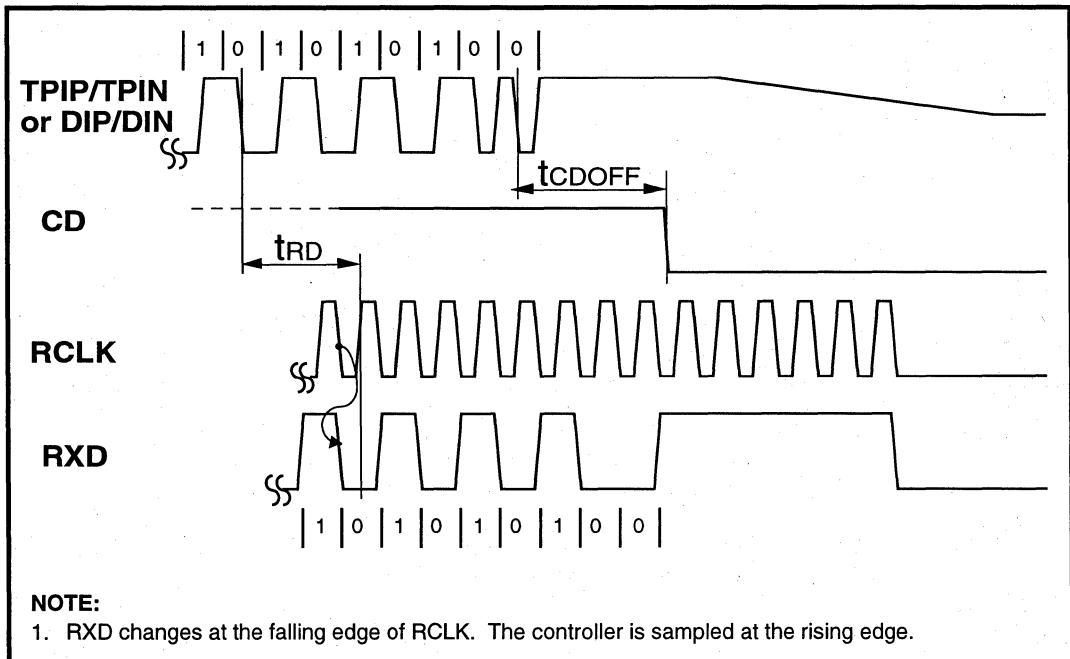 1 0 1 0 1 0 1 0 0
TPIP/TPIN
or DIP/DIN
tCDOFF
CD
tRD
RCLK
RXD
1 0 1 0 1 0 1 0 0
NOTE:
1. RXD changes at the falling edge of RCLK. The controller is sampled at the rising edge.